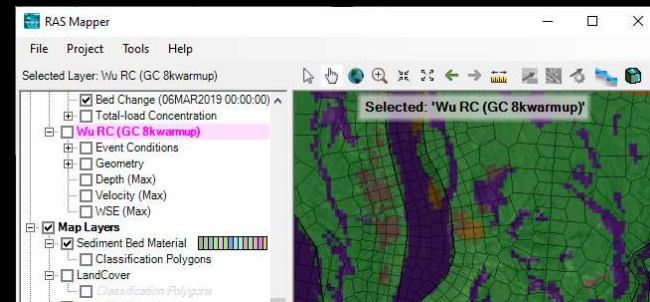 RAS Mapper
File Project Tools Help
Selected Layer: Wu RC (GC 8kwarmup)
Bed Change (06MAR2019 00:00:00)
Total-load Concentration
Wu RC (GC 8kwarmup)
Event Conditions
Geometry
Depth (Max)
Velocity (Max)
WSE (Max)
Map Layers
Sediment Bed Material
Classification Polygons
LandCover
Classification Polygons
Selected: 'Wu RC (GC 8kwarmup)'